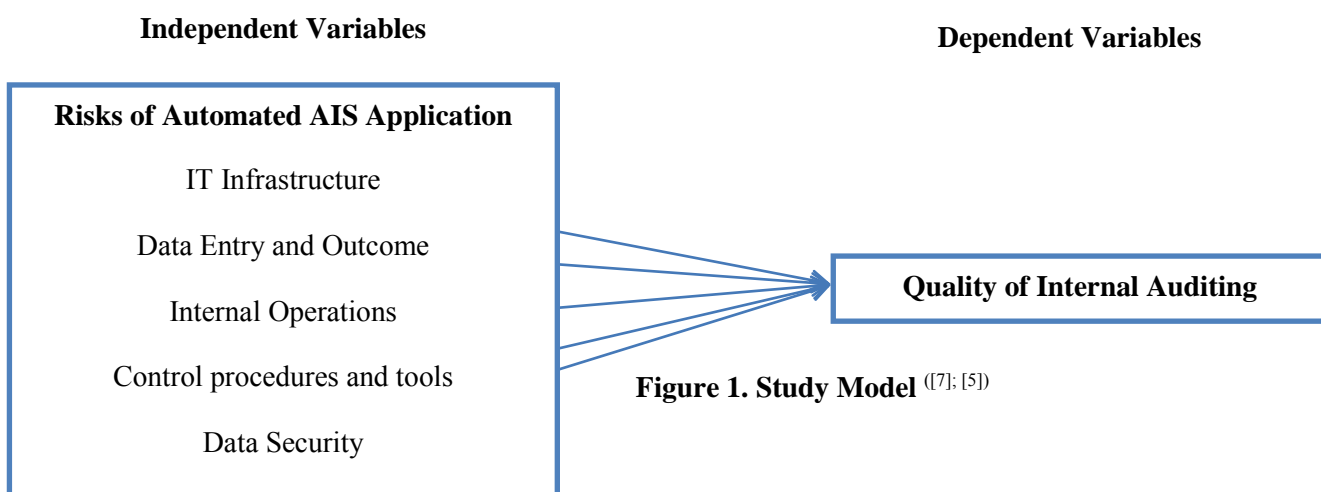 Independent Variables
Dependent Variables
Risks of Automated AIS Application
IT Infrastructure
Data Entry and Outcome
Internal Operations
Control procedures and tools
Data Security
Quality of Internal Auditing
Figure 1. Study Model ([7]; [5])